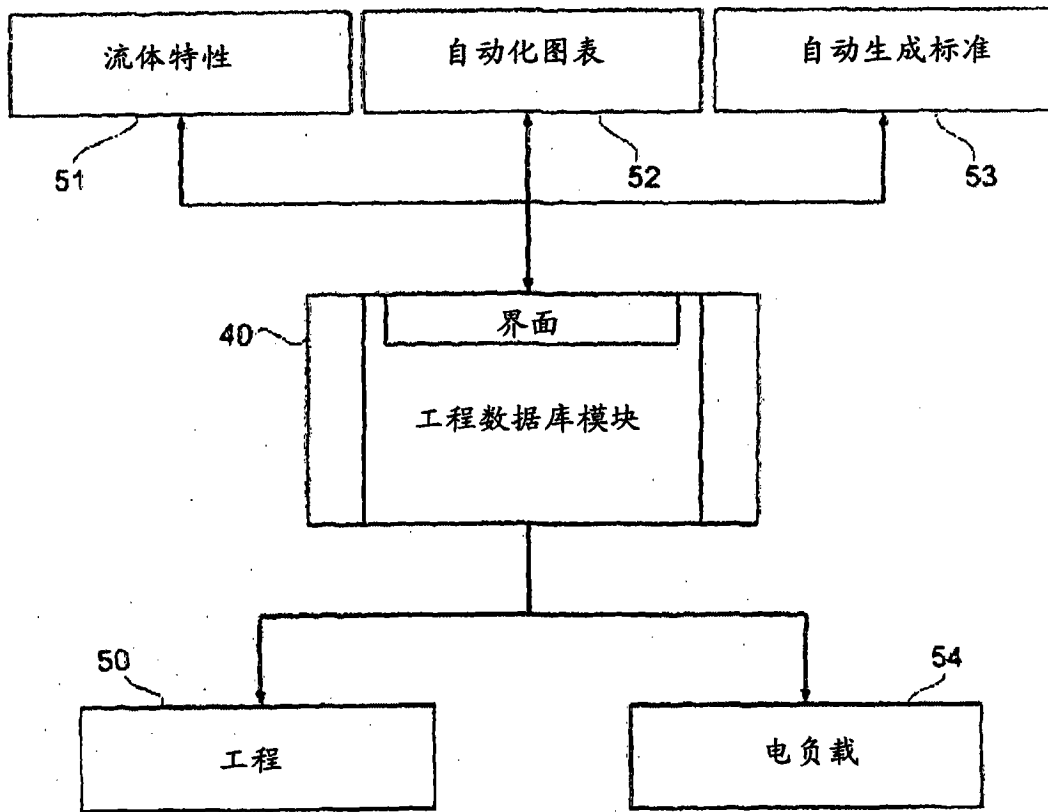 流体特性
自动化图表
自动生成标准
51
52
53
40
界面
工程数据库模块
50
54
工程
电负载